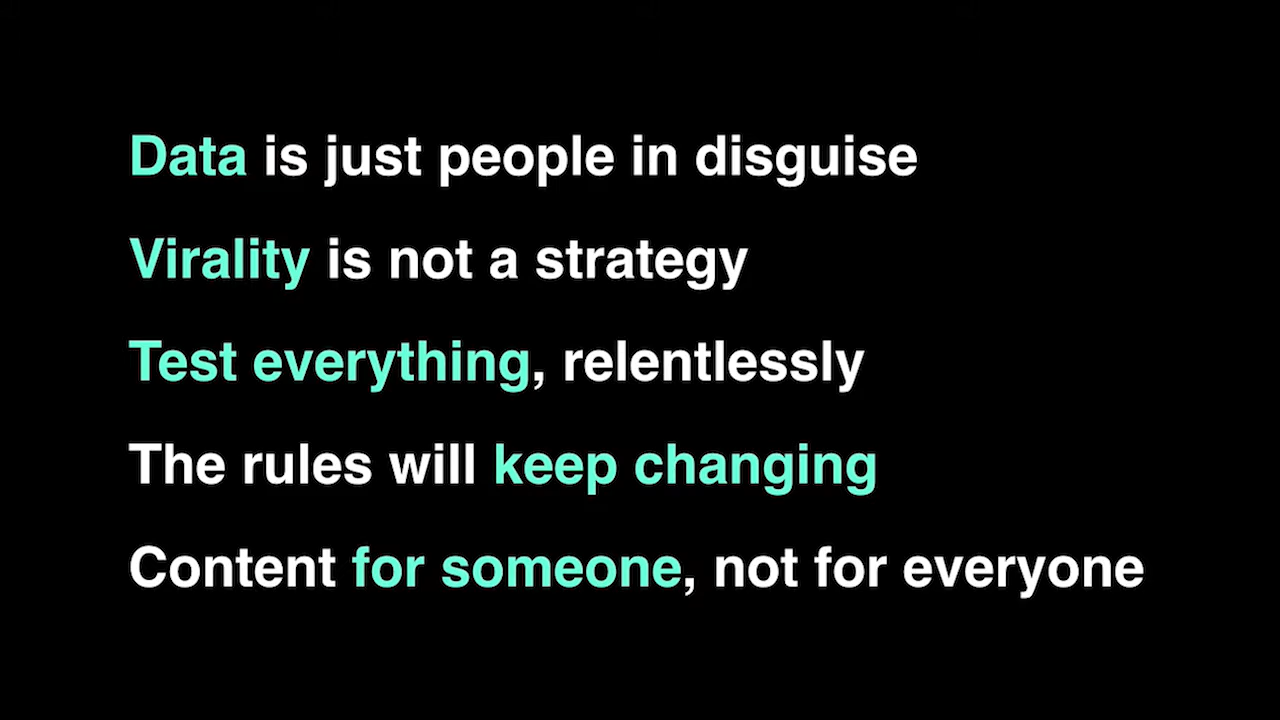 Data is just people in disguise
Virality is not a strategy
Test everything, relentlessly
The rules will keep changing
Content for someone, not for everyone